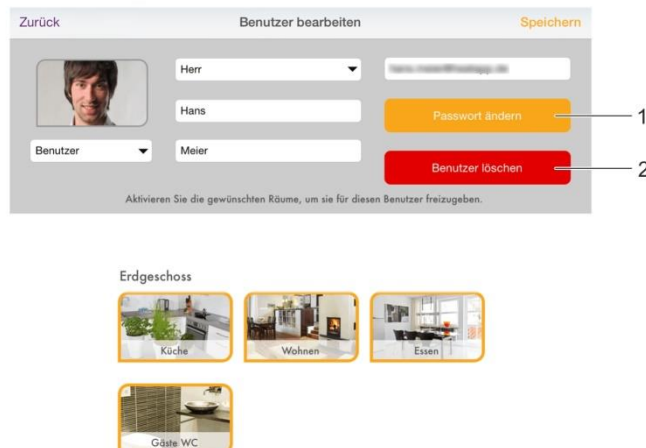 Zurück Benutzer bearbeiten Speichern
Herr
Hans
Passwort ändern 1
Benutzer Meier
Benutzer löschen 2
Aktivieren Sie die gewünschten Räume, um sie für diesen Benutzer freizugeben.
Erdgeschoss
Küche Wohnen Essen
Gäste WC